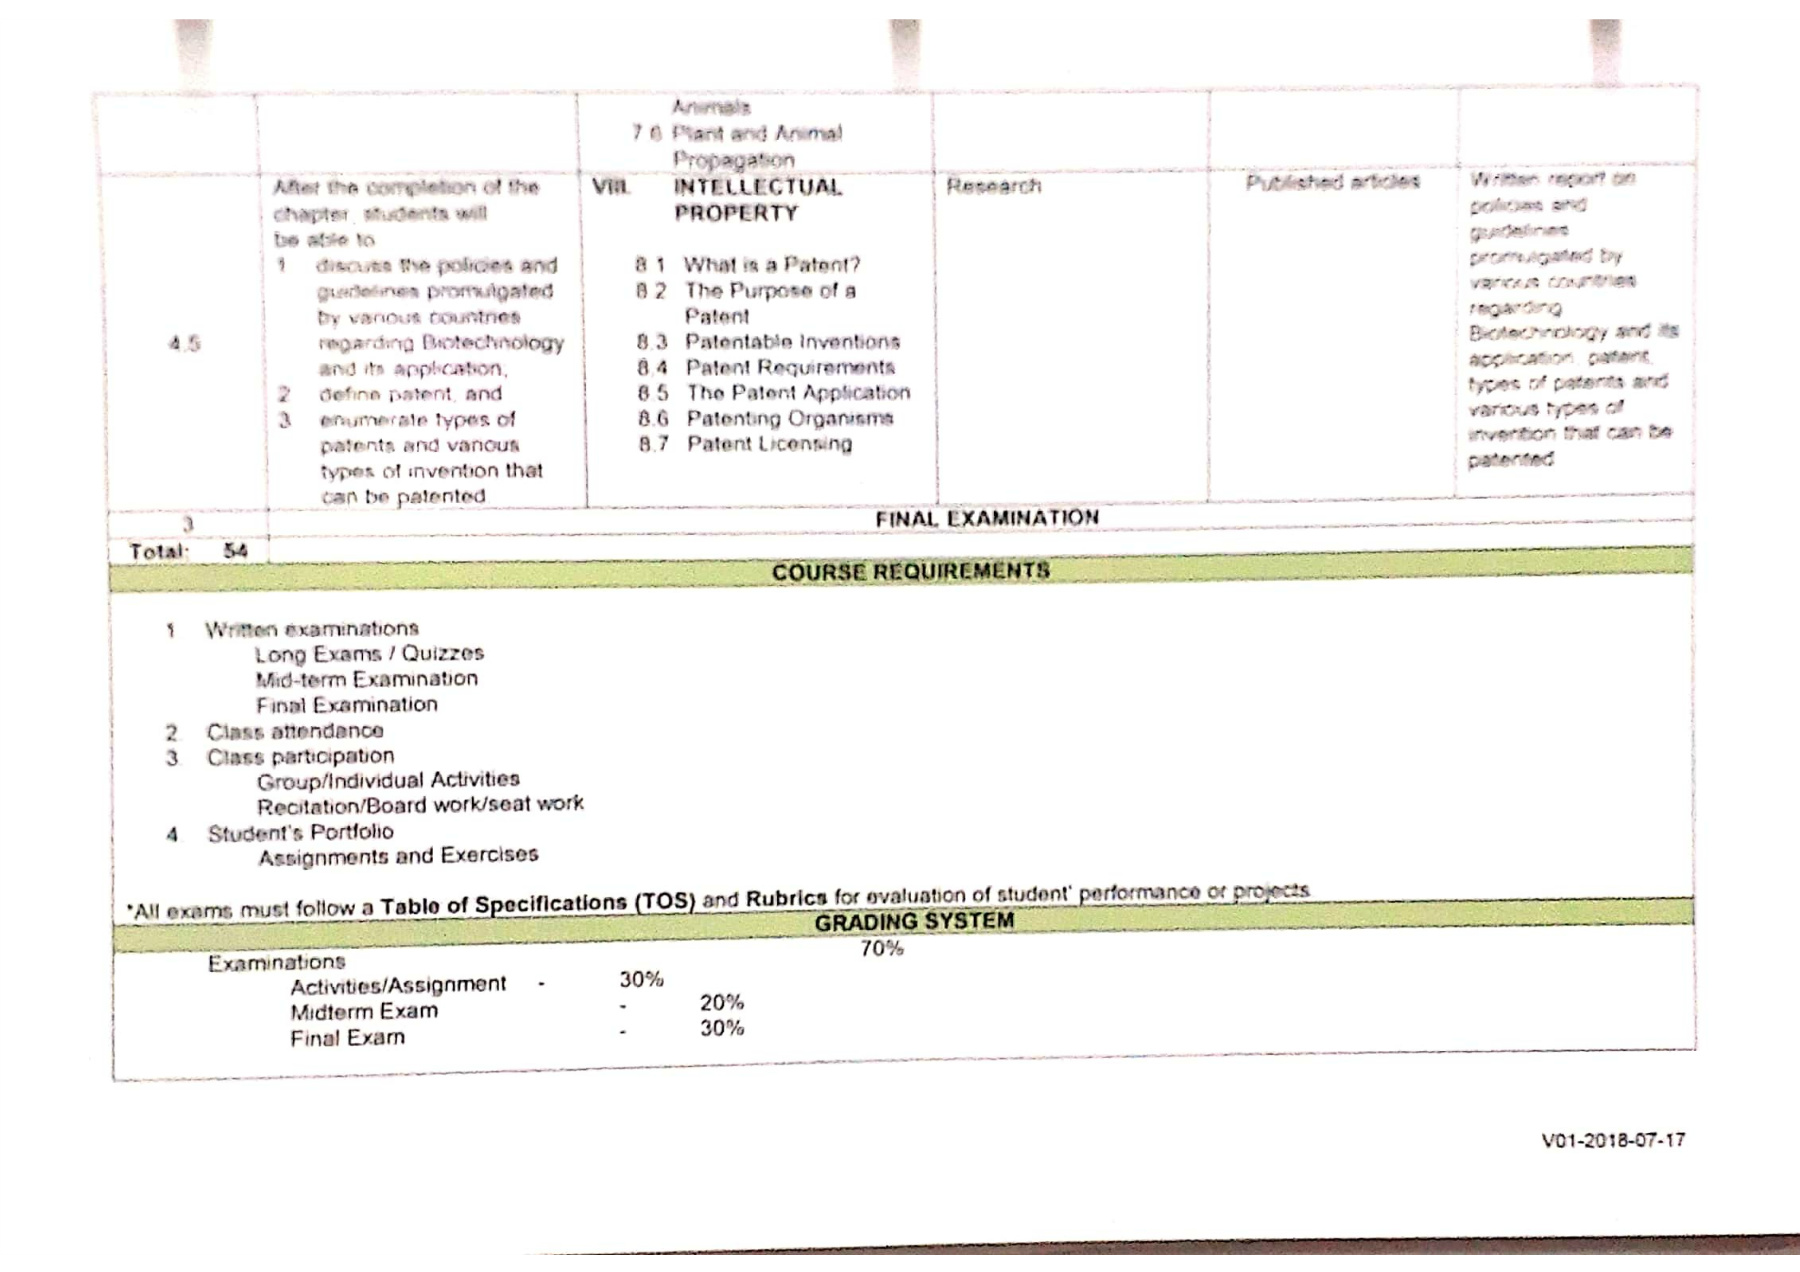 Animals
7.6 Plant and Animal
Propagation
4.5
After the completion of the
chapter, students will
be able to
1 discuss the policies and
guidelines promulgated
by various countries
regarding Biotechnology
and its application;
2 define patent, and
3 enumerate types of
patents and various
types of invention that
can be patented
VIII. INTELLECTUAL
PROPERTY
8.1 What is a Patent?
8.2 The Purpose of a
Patent
8.3 Patentable Inventions
8.4 Patent Requirements
8.5 The Patent Application
8.6 Patenting Organisms
8.7 Patent Licensing
Research
Published articles
Written report on
policies and
guidelines
promulgated by
various countries
regarding
Biotechnology and its
application, patent,
types of patents and
various types of
invention that can be
patented
3 FINAL EXAMINATION
Total: 54
COURSE REQUIREMENTS
1 Written examinations
Long Exams / Quizzes
Mid-term Examination
Final Examination
2 Class attendance
3 Class participation
Group/Individual Activities
Recitation/Board work/seat work
4 Student's Portfolio
Assignments and Exercises
*All exams must follow a Table of Specifications (TOS) and Rubrics for evaluation of student' performance or projects
GRADING SYSTEM
Examinations 70%
Activities/Assignment - 30%
Midterm Exam - 20%
Final Exam - 30%
V01-2018-07-17